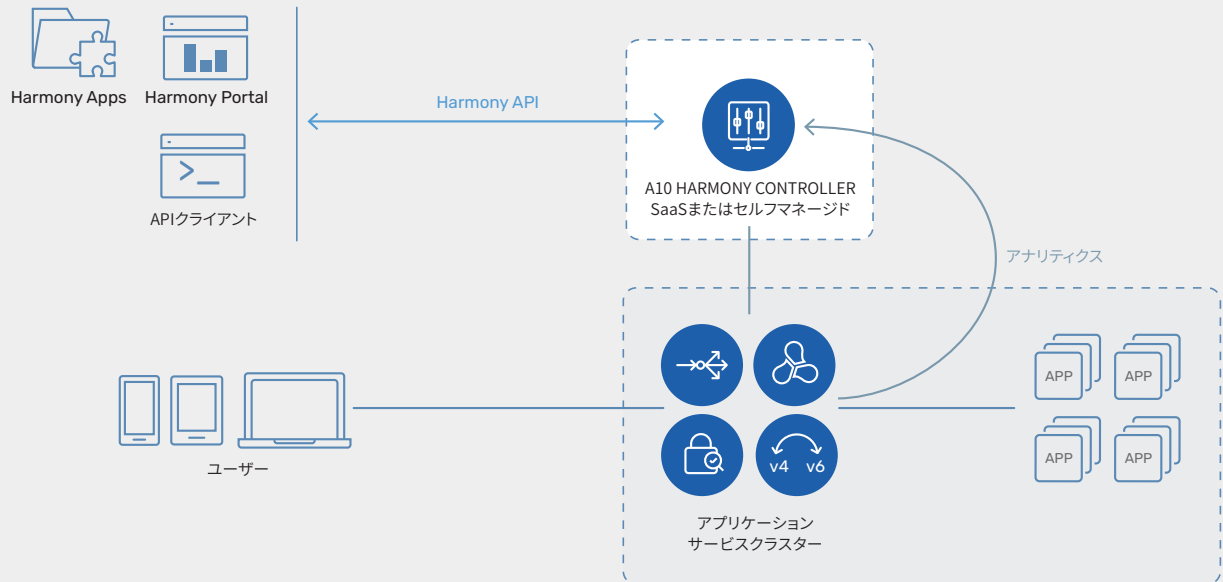 Harmony Apps
Harmony Portal
APIクライアント
Harmony API
A10 HARMONY CONTROLLER
SaaSまたはセルフマネージド
アナリティクス
ユーザー
v4 v6
アプリケーション
サービスクラスター
APP
APP
APP
APP